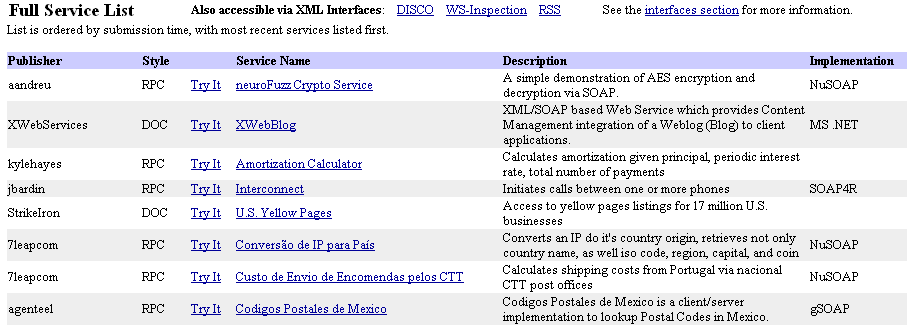 Full Service List Also accessible via XML Interfaces: DISCO WS-Inspection RSS See the interfaces section for more information.
List is ordered by submission time, with most recent services listed first.
Publisher Style Service Name Description Implementation
aandreu RPC Try It neuroFuzz Crypto Service A simple demonstration of AES encryption and decryption via SOAP. NuSOAP
XWebServices DOC Try It XWebBlog XML/SOAP based Web Service which provides Content Management integration of a Weblog (Blog) to client applications. MS .NET
kylehayes RPC Try It Amortization Calculator Calculates amortization given principal, periodic interest rate, total number of payments
jbardin RPC Try It Interconnect Initiates calls between one or more phones SOAP4R
StrikeIron DOC Try It U.S. Yellow Pages Access to yellow pages listings for 17 million U.S. businesses
7leapcom RPC Try It Conversão de IP para País Converts an IP do it's country origin, retrieves not only country name, as well iso code, region, capital, and coin NuSOAP
7leapcom RPC Try It Custo de Envio de Encomendas pelos CTT Calculates shipping costs from Portugal via nacional CTT post offices NuSOAP
agenteel RPC Try It Codigos Postales de Mexico Codigos Postales de Mexico is a client/server implementation to lookup Postal Codes in Mexico. gSOAP